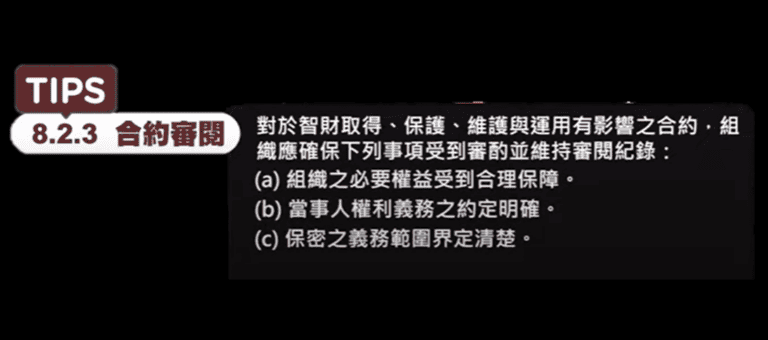 TIPS
8.2.3 合約審閱
對於智財取得、保護、維護與運用有影響之合約，組
織應確保下列事項受到審酌並維持審閱紀錄：
(a) 組織之必要權益受到合理保障。
(b) 當事人權利義務之約定明確。
(c) 保密之義務範圍界定清楚。